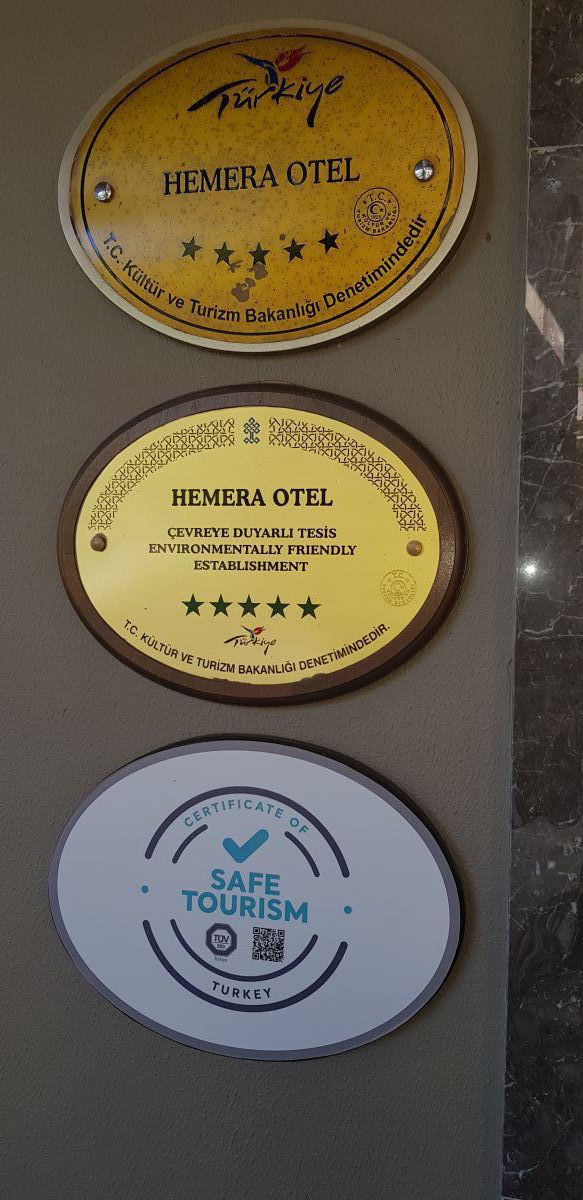 Türkiye
HEMERA OTEL
T.C. Kültür ve Turizm Bakanlığı Denetimindedir
HEMERA OTEL
ÇEVREYE DUYARLI TESİS
ENVIRONMENTALLY FRIENDLY
ESTABLISHMENT
Türkiye
T.C. KÜLTÜR VE TURİZM BAKANLIĞI DENETİMİNDEDİR.
CERTIFICATE OF
SAFE
TOURISM
TÜV
TURKEY